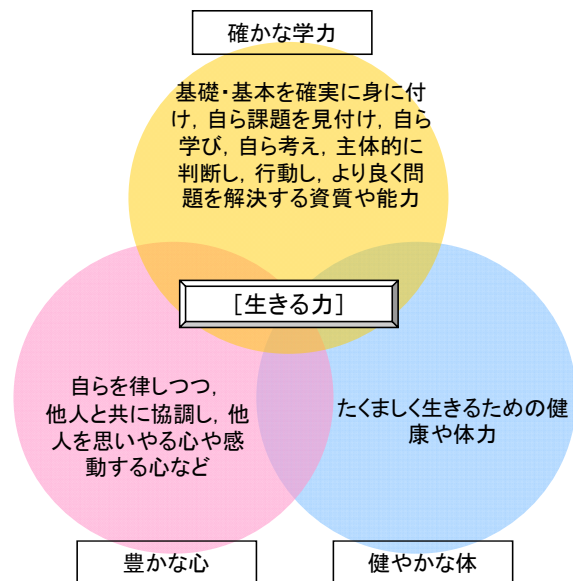 確かな学力
基礎・基本を確実に身に付
け，自ら課題を見付け，自ら
学び，自ら考え，主体的に
判断し，行動し，より良く問
題を解決する資質や能力
［生きる力］
自らを律しつつ，
他人と共に協調し，他
人を思いやる心や感
動する心など
たくましく生きるための健
康や体力
豊かな心
健やかな体